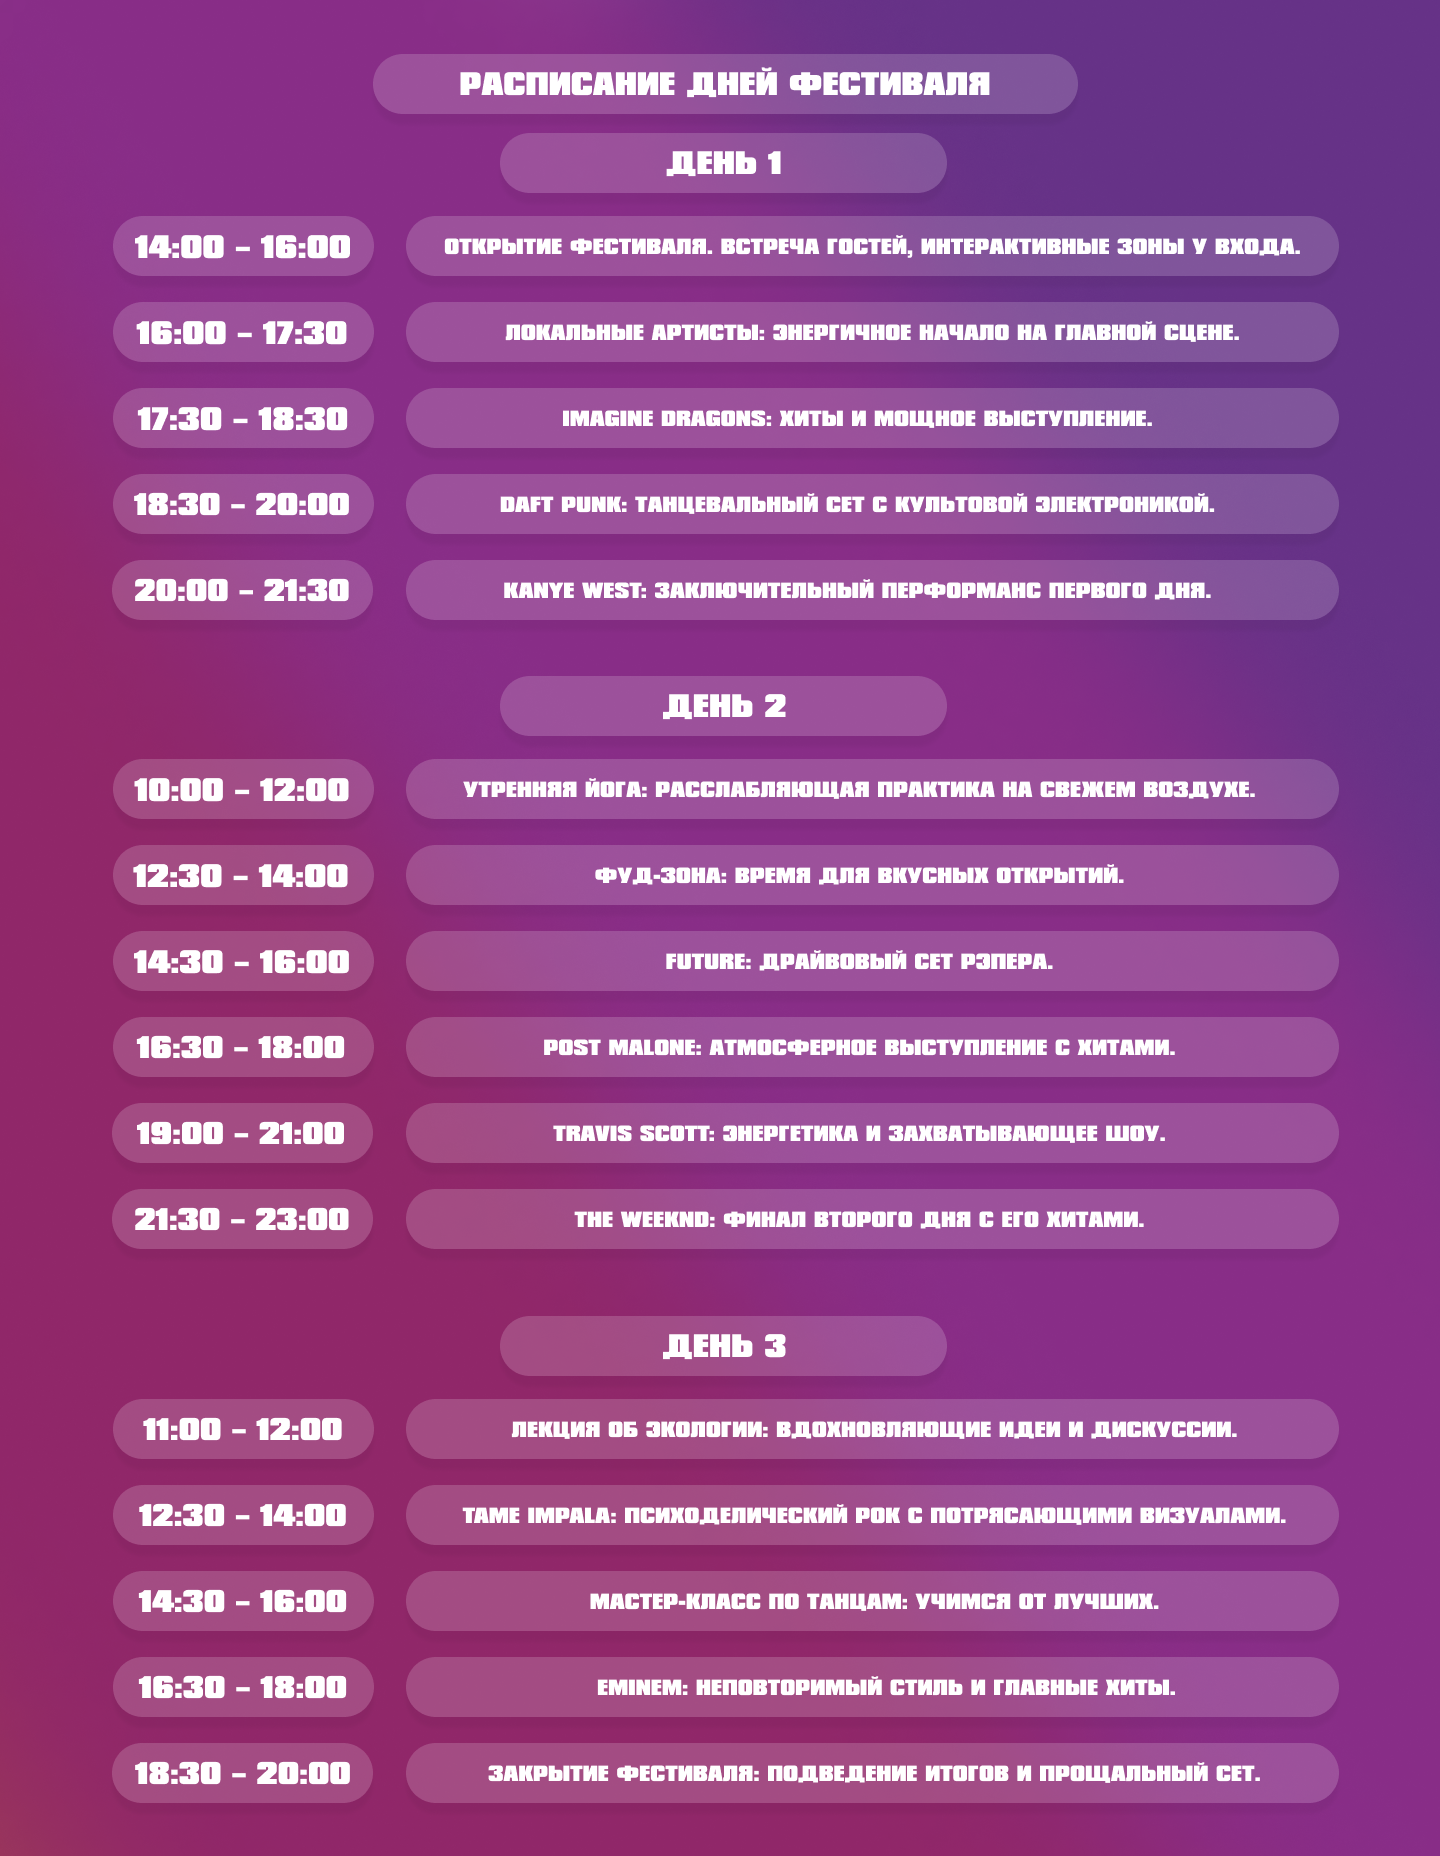 РАСПИСАНИЕ ДНЕЙ ФЕСТИВАЛЯ
ДЕНЬ 1
14:00 – 16:00 ОТКРЫТИЕ ФЕСТИВАЛЯ. ВСТРЕЧА ГОСТЕЙ, ИНТЕРАКТИВНЫЕ ЗОНЫ У ВХОДА.
16:00 – 17:30 ЛОКАЛЬНЫЕ АРТИСТЫ: ЭНЕРГИЧНОЕ НАЧАЛО НА ГЛАВНОЙ СЦЕНЕ.
17:30 – 18:30 IMAGINE DRAGONS: ХИТЫ И МОЩНОЕ ВЫСТУПЛЕНИЕ.
18:30 – 20:00 DAFT PUNK: ТАНЦЕВАЛЬНЫЙ СЕТ С КУЛЬТОВОЙ ЭЛЕКТРОНИКОЙ.
20:00 – 21:30 KANYE WEST: ЗАКЛЮЧИТЕЛЬНЫЙ ПЕРФОРМАНС ПЕРВОГО ДНЯ.
ДЕНЬ 2
10:00 – 12:00 УТРЕННЯЯ ЙОГА: РАССЛАБЛЯЮЩАЯ ПРАКТИКА НА СВЕЖЕМ ВОЗДУХЕ.
12:30 – 14:00 ФУД-ЗОНА: ВРЕМЯ ДЛЯ ВКУСНЫХ ОТКРЫТИЙ.
14:30 – 16:00 FUTURE: ДРАЙВОВЫЙ СЕТ РЭПЕРА.
16:30 – 18:00 POST MALONE: АТМОСФЕРНОЕ ВЫСТУПЛЕНИЕ С ХИТАМИ.
19:00 – 21:00 TRAVIS SCOTT: ЭНЕРГЕТИКА И ЗАХВАТЫВАЮЩЕЕ ШОУ.
21:30 – 23:00 THE WEEKND: ФИНАЛ ВТОРОГО ДНЯ С ЕГО ХИТАМИ.
ДЕНЬ 3
11:00 – 12:00 ЛЕКЦИЯ ОБ ЭКОЛОГИИ: ВДОХНОВЛЯЮЩИЕ ИДЕИ И ДИСКУССИИ.
12:30 – 14:00 TAME IMPALA: ПСИХОДЕЛИЧЕСКИЙ РОК С ПОТРЯСАЮЩИМИ ВИЗУАЛАМИ.
14:30 – 16:00 МАСТЕР-КЛАСС ПО ТАНЦАМ: УЧИМСЯ ОТ ЛУЧШИХ.
16:30 – 18:00 EMINEM: НЕПОВТОРИМЫЙ СТИЛЬ И ГЛАВНЫЕ ХИТЫ.
18:30 – 20:00 ЗАКРЫТИЕ ФЕСТИВАЛЯ: ПОДВЕДЕНИЕ ИТОГОВ И ПРОЩАЛЬНЫЙ СЕТ.